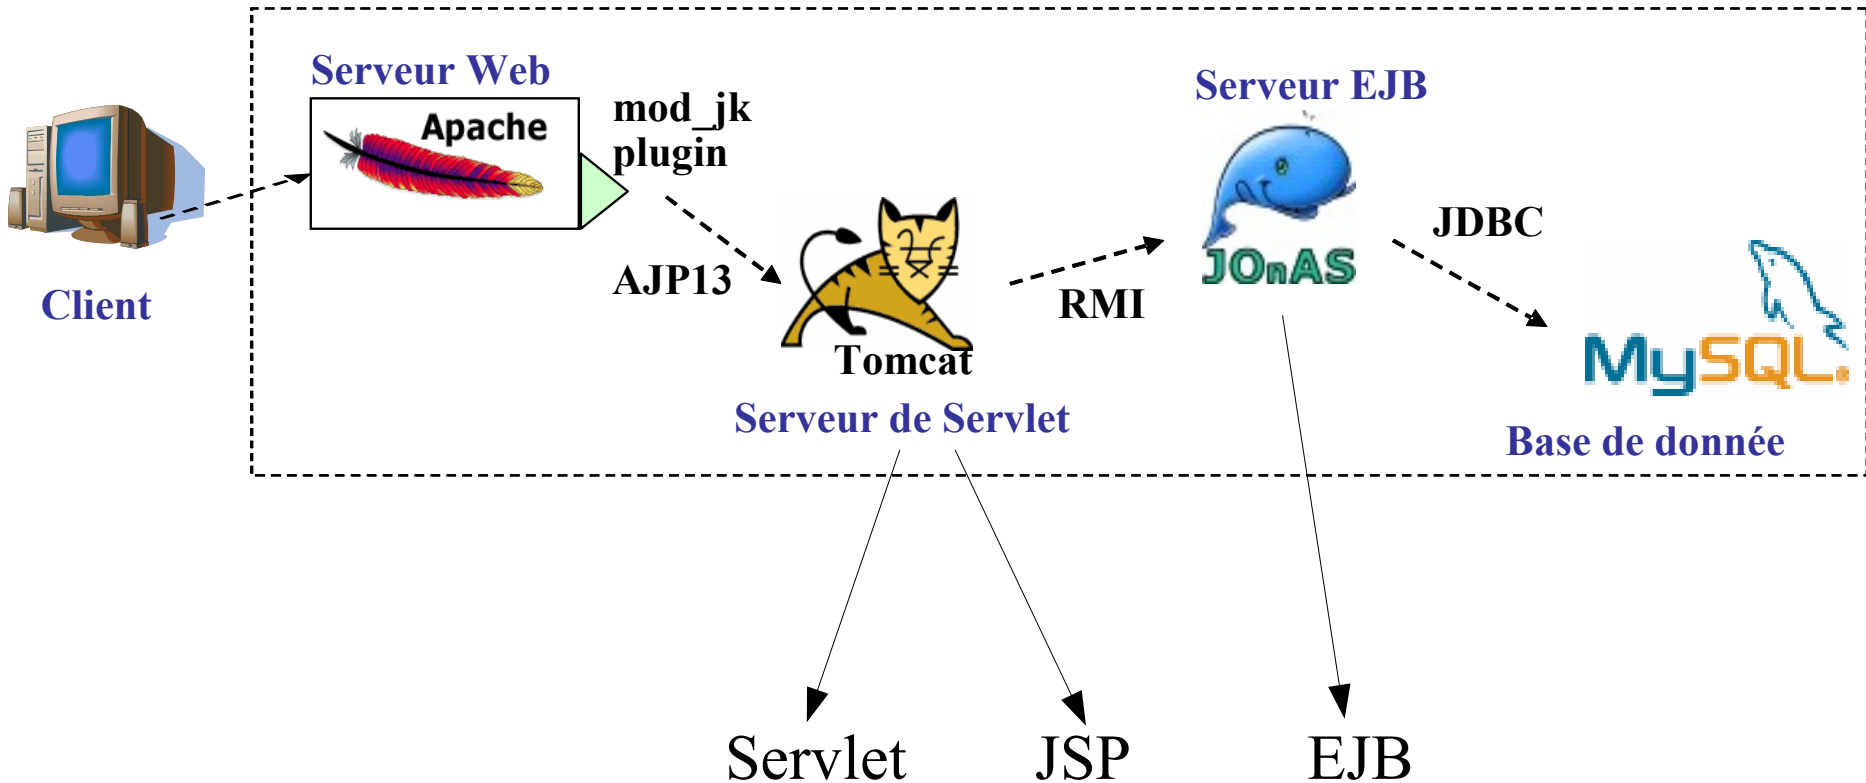 Serveur Web
Apache
mod_jk
plugin
Serveur EJB
JOnAS
JDBC
AJP13
RMI
Client
Tomcat
MySQL
Serveur de Servlet
Base de donnée
Servlet
JSP
EJB